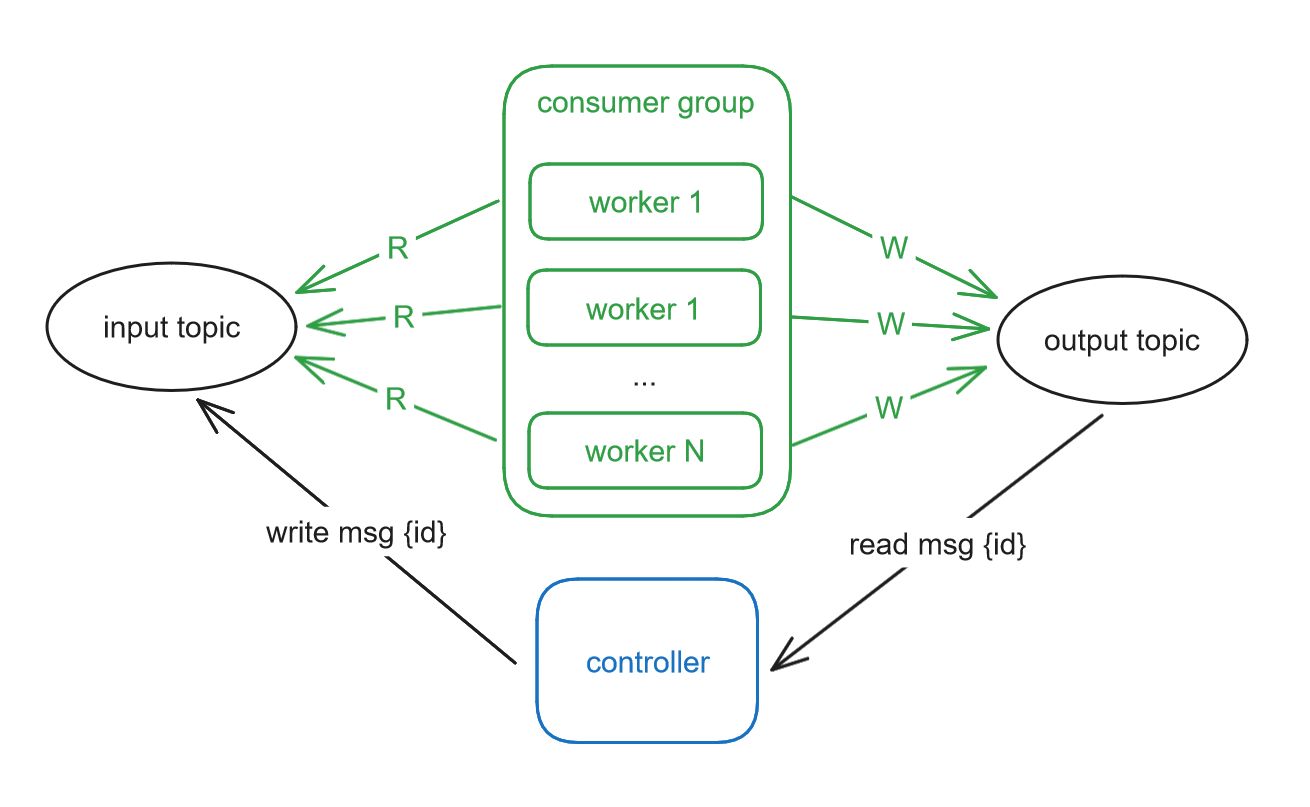 consumer group
worker 1
R
W
R
worker 1
W
input topic
output topic
...
R
W
worker N
write msg {id}
read msg {id}
controller